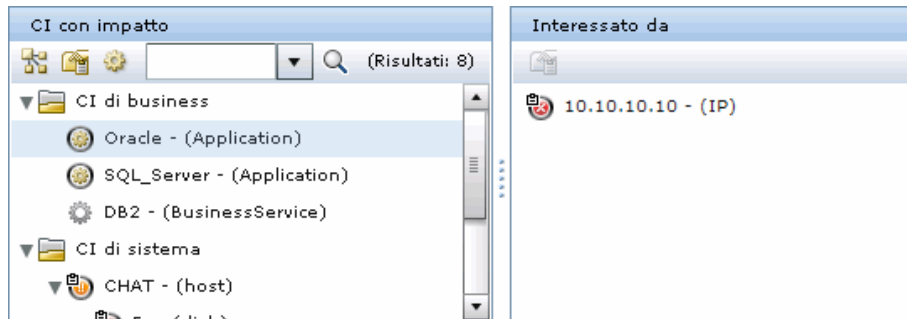 CI con impatto
(Risultati: 8)
CI di business
Oracle - (Application)
SQL_Server - (Application)
DB2 - (BusinessService)
CI di sistema
CHAT - (host)
Interessato da
10.10.10.10 - (IP)